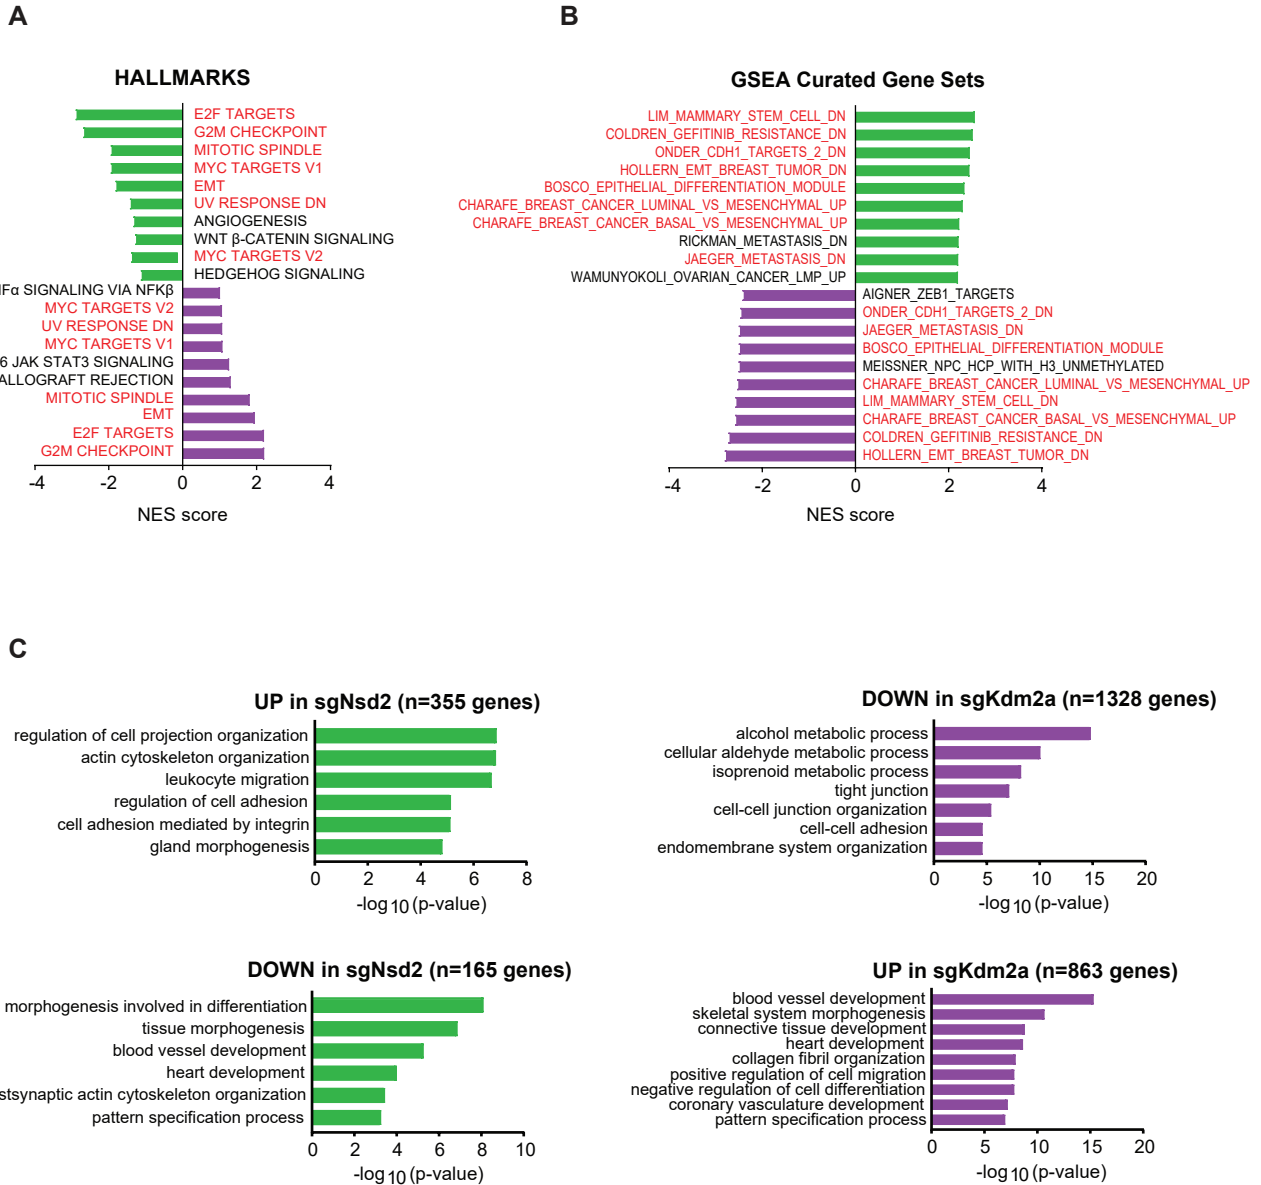 A
HALLMARKS
E2F TARGETS
G2M CHECKPOINT
MITOTIC SPINDLE
MYC TARGETS V1
EMT
UV RESPONSE DN
ANGIOGENESIS
WNT β-CATENIN SIGNALING
MYC TARGETS V2
HEDGEHOG SIGNALING
SIGNALING VIA NFKβ
MYC TARGETS V2
UV RESPONSE DN
MYC TARGETS V1
6 JAK STAT3 SIGNALING
ALLOGRAFT REJECTION
MITOTIC SPINDLE
EMT
E2F TARGETS
G2M CHECKPOINT
-4 -2 0 2 4
NES score
B
GSEA Curated Gene Sets
LIM_MAMMARY_STEM_CELL_DN
COLDREN_GEFITINIB_RESISTANCE_DN
ONDER_CDH1_TARGETS_2_DN
HOLLERN_EMT_BREAST_TUMOR_DN
BOSCO_EPITHELIAL_DIFFERENTIATION_MODULE
CHARAFE_BREAST_CANCER_LUMINAL_VS_MESENCHYMAL_UP
CHARAFE_BREAST_CANCER_BASAL_VS_MESENCHYMAL_UP
RICKMAN_METASTASIS_DN
JAEGER_METASTASIS_DN
WAMUNYOKOLI_OVARIAN_CANCER_LMP_UP
AIGNER_ZEB1_TARGETS
ONDER_CDH1_TARGETS_2_DN
JAEGER_METASTASIS_DN
BOSCO_EPITHELIAL_DIFFERENTIATION_MODULE
MEISSNER_NPC_HCP_WITH_H3_UNMETHYLATED
CHARAFE_BREAST_CANCER_LUMINAL_VS_MESENCHYMAL_UP
LIM_MAMMARY_STEM_CELL_DN
CHARAFE_BREAST_CANCER_BASAL_VS_MESENCHYMAL_UP
COLDREN_GEFITINIB_RESISTANCE_DN
HOLLERN_EMT_BREAST_TUMOR_DN
-4 -2 0 2 4
NES score
C
UP in sgNsd2 (n=355 genes)
regulation of cell projection organization
actin cytoskeleton organization
leukocyte migration
regulation of cell adhesion
cell adhesion mediated by integrin
gland morphogenesis
0 2 4 6 8
-log10 (p-value)
DOWN in sgKdm2a (n=1328 genes)
alcohol metabolic process
cellular aldehyde metabolic process
isoprenoid metabolic process
tight junction
cell-cell junction organization
cell-cell adhesion
endomembrane system organization
0 5 10 15 20
-log10 (p-value)
DOWN in sgNsd2 (n=165 genes)
morphogenesis involved in differentiation
tissue morphogenesis
blood vessel development
heart development
stsynaptic actin cytoskeleton organization
pattern specification process
0 2 4 6 8 10
-log10 (p-value)
UP in sgKdm2a (n=863 genes)
blood vessel development
skeletal system morphogenesis
connective tissue development
heart development
collagen fibril organization
positive regulation of cell migration
negative regulation of cell differentiation
coronary vasculature development
pattern specification process
0 5 10 15 20
-log10 (p-value)